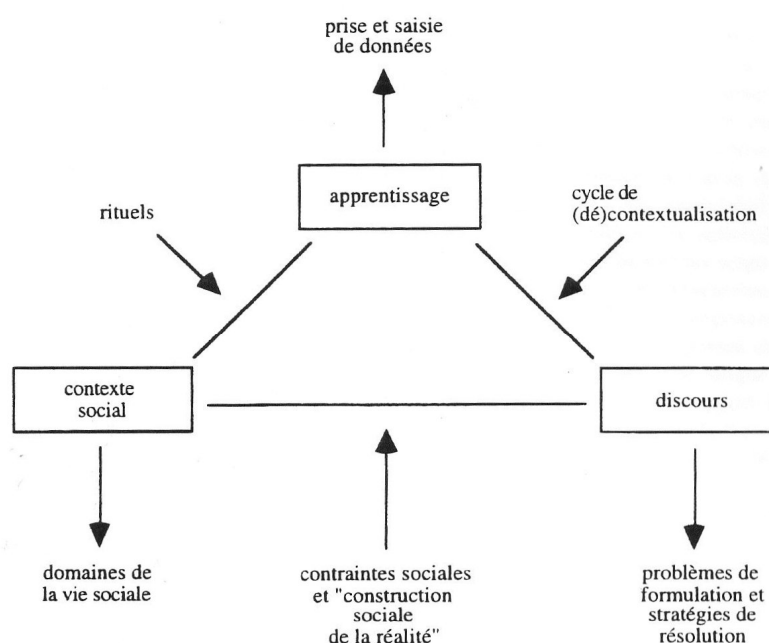 prise et saisie
de données
apprentissage
rituels
cycle de
(dé)contextualisation
contexte
social
discours
domaines de
la vie sociale
contraintes sociales
et "construction
sociale
de la réalité"
problèmes de
formulation et
stratégies de
résolution